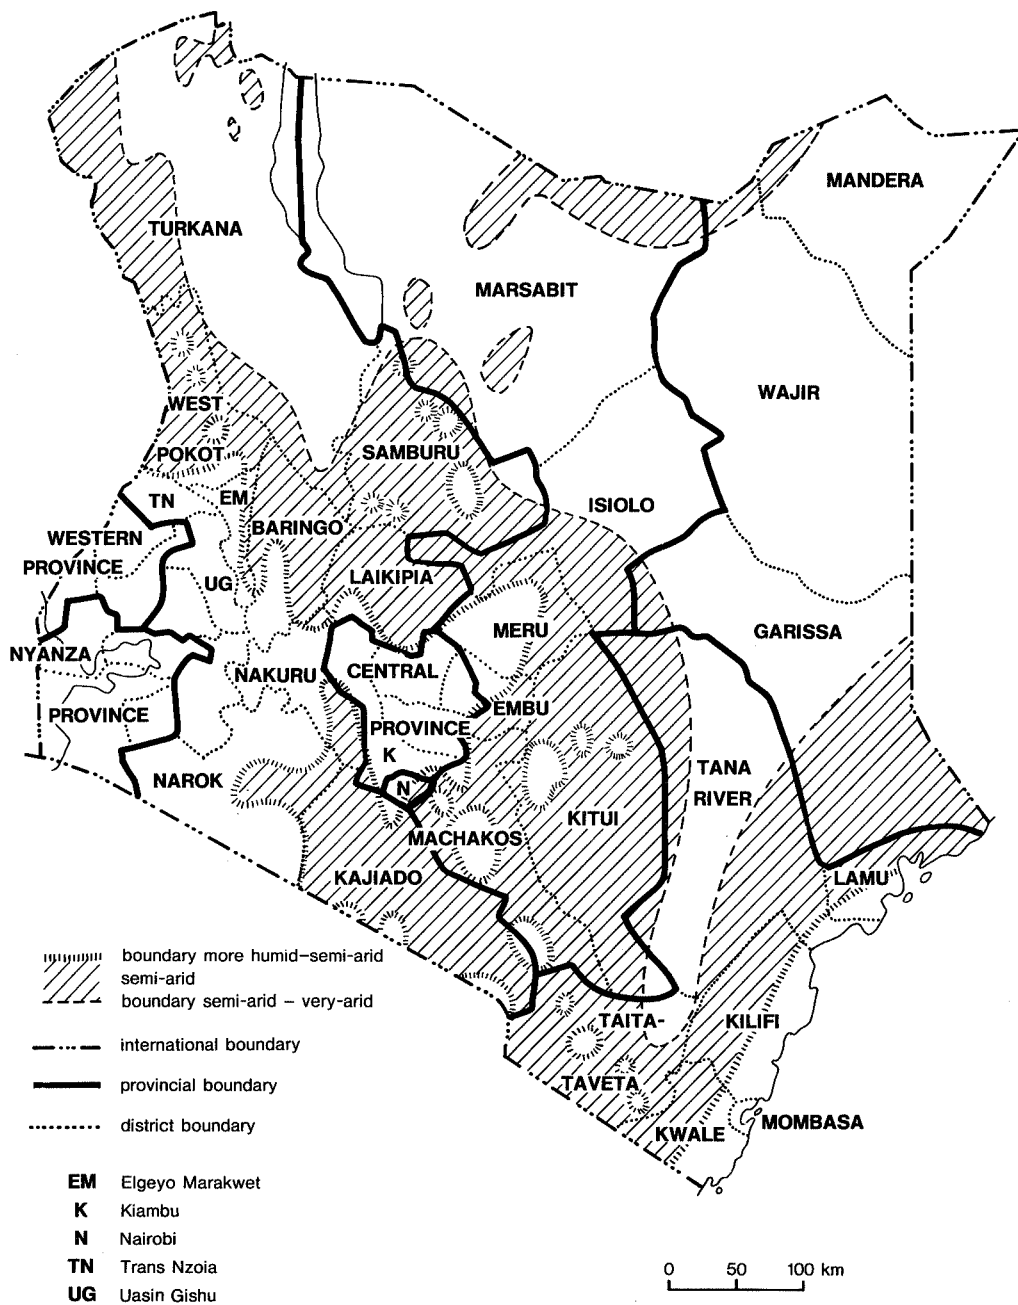 MANDERA
TURKANA
MARSABIT
WAJIR
WEST
POKOT
SAMBURU
TN
EM
ISIOLO
BARINGO
WESTERN
PROVINCE
UG
LAIKIPIA
MERU
GARISSA
NYANZA
PROVINCE
NAKURU
CENTRAL
PROVINCE
EMBU
K
N
NAROK
TANA
RIVER
KITUI
MACHAKOS
KAJIADO
LAMU
TAITA-
TAVETA
KILIFI
KWALE
MOMBASA
boundary more humid–semi-arid
semi-arid
boundary semi-arid – very-arid
international boundary
provincial boundary
district boundary
EM Elgeyo Marakwet
K Kiambu
N Nairobi
TN Trans Nzoia
UG Uasin Gishu
0 50 100 km